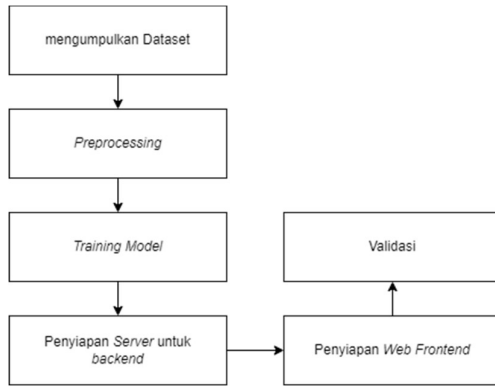 mengumpulkan Dataset
Preprocessing
Training Model
Penyiapan Server untuk
backend
Penyiapan Web Frontend
Validasi